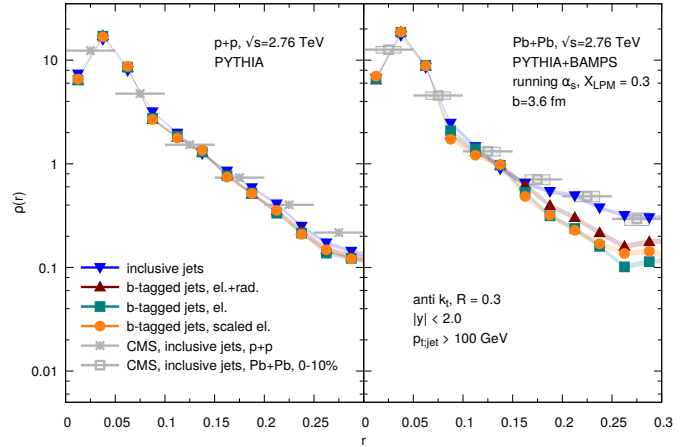 p+p, √s=2.76 TeV
PYTHIA
Pb+Pb, √s=2.76 TeV
PYTHIA+BAMPS
running αs, XLPM = 0.3
b=3.6 fm
10
1
0.1
0.01
ρ(r)
inclusive jets
b-tagged jets, el.+rad.
b-tagged jets, el.
b-tagged jets, scaled el.
CMS, inclusive jets, p+p
CMS, inclusive jets, Pb+Pb, 0-10%
anti kt, R = 0.3
|y| < 2.0
pt;jet > 100 GeV
0 0.05 0.1 0.15 0.2 0.25 0 0.05 0.1 0.15 0.2 0.25 0.3
r